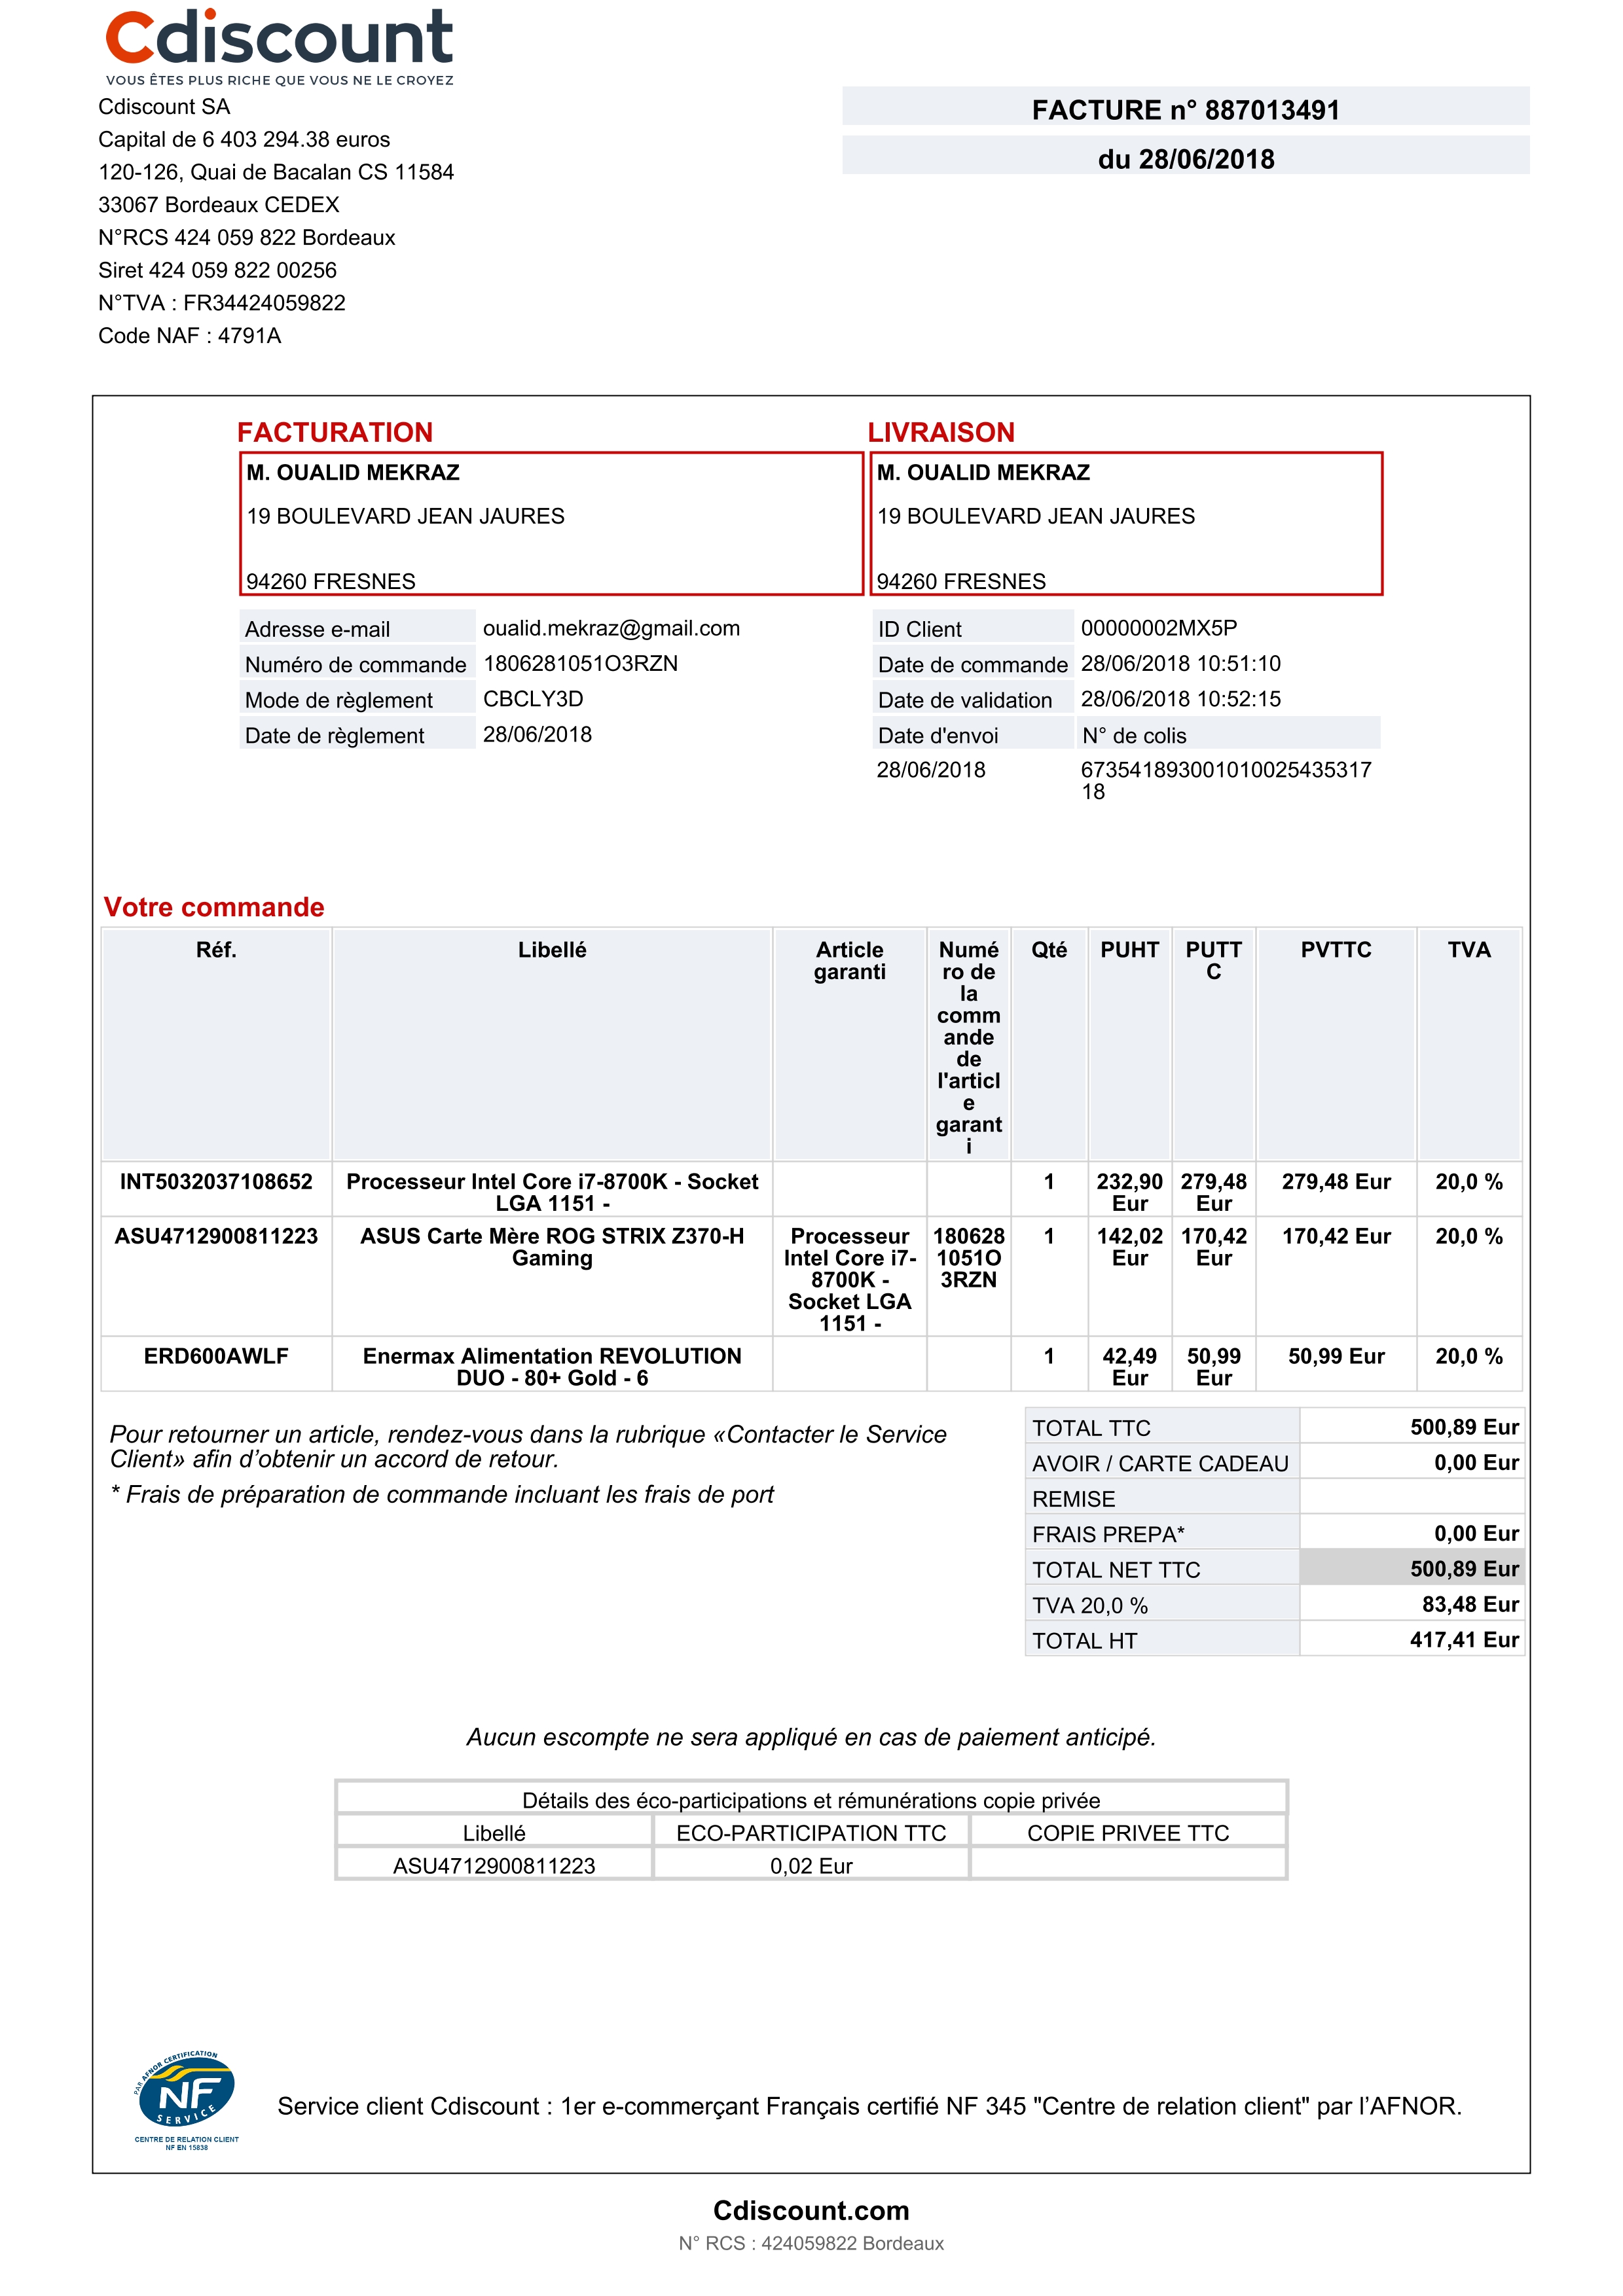 Cdiscount
VOUS ÊTES PLUS RICHE QUE VOUS NE LE CROYEZ
Cdiscount SA
Capital de 6 403 294.38 euros
120-126, Quai de Bacalan CS 11584
33067 Bordeaux CEDEX
N°RCS 424 059 822 Bordeaux
Siret 424 059 822 00256
N°TVA : FR34424059822
Code NAF : 4791A
FACTURE n° 887013491
du 28/06/2018
FACTURATION
M. OUALID MEKRAZ
19 BOULEVARD JEAN JAURES
94260 FRESNES
LIVRAISON
M. OUALID MEKRAZ
19 BOULEVARD JEAN JAURES
94260 FRESNES
Adresse e-mail oualid.mekraz@gmail.com
Numéro de commande 1806281051O3RZN
Mode de règlement CBCLY3D
Date de règlement 28/06/2018
ID Client 00000002MX5P
Date de commande 28/06/2018 10:51:10
Date de validation 28/06/2018 10:52:15
Date d'envoi N° de colis
28/06/2018 673541893001010025435317
18
Votre commande
Réf. Libellé Article Numé Qté PUHT PUTT PVTTC TVA
garanti ro de C
la
comm
ande
de
l'articl
e
garant
i
INT5032037108652 Processeur Intel Core i7-8700K - Socket 1 232,90 279,48 279,48 Eur 20,0 %
LGA 1151 - Eur Eur
ASU4712900811223 ASUS Carte Mère ROG STRIX Z370-H Processeur 180628 1 142,02 170,42 170,42 Eur 20,0 %
Gaming Intel Core i7- 1051O Eur Eur
8700K - 3RZN
Socket LGA
1151 -
ERD600AWLF Enermax Alimentation REVOLUTION 1 42,49 50,99 50,99 Eur 20,0 %
DUO - 80+ Gold - 6 Eur Eur
Pour retourner un article, rendez-vous dans la rubrique «Contacter le Service
Client» afin d’obtenir un accord de retour.
* Frais de préparation de commande incluant les frais de port
TOTAL TTC 500,89 Eur
AVOIR / CARTE CADEAU 0,00 Eur
REMISE
FRAIS PREPA* 0,00 Eur
TOTAL NET TTC 500,89 Eur
TVA 20,0 % 83,48 Eur
TOTAL HT 417,41 Eur
Aucun escompte ne sera appliqué en cas de paiement anticipé.
Détails des éco-participations et rémunérations copie privée
Libellé ECO-PARTICIPATION TTC COPIE PRIVEE TTC
ASU4712900811223 0,02 Eur
PAR AFNOR CERTIFICATION
NF
SERVICE
CENTRE DE RELATION CLIENT
NF EN 15838
Service client Cdiscount : 1er e-commerçant Français certifié NF 345 "Centre de relation client" par l’AFNOR.
Cdiscount.com
N° RCS : 424059822 Bordeaux